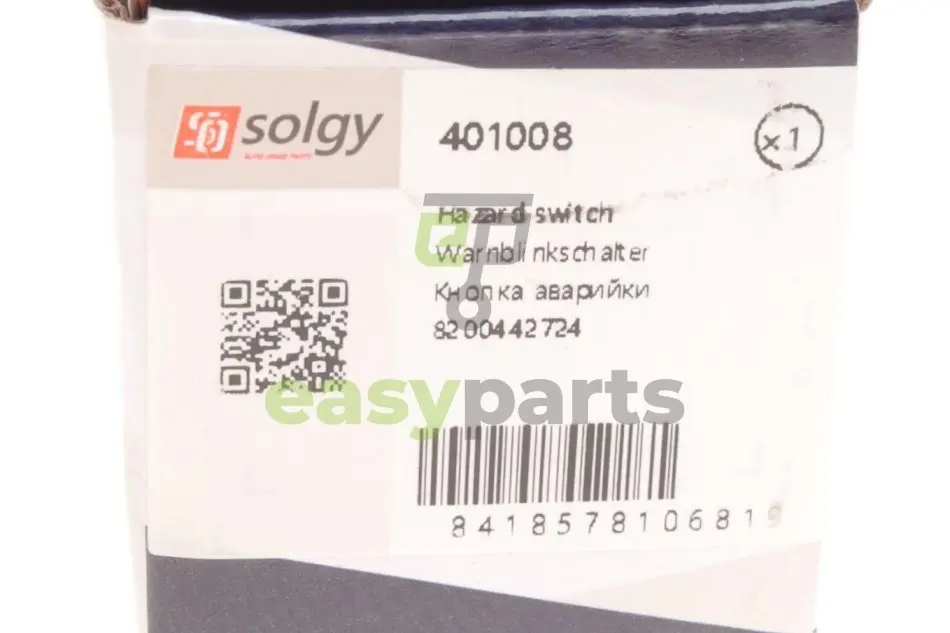 solgy
401008
x1
Hazard switch
Warnblinkschalter
Кнопка аварийки
8200442724
easyparts
8418578106819